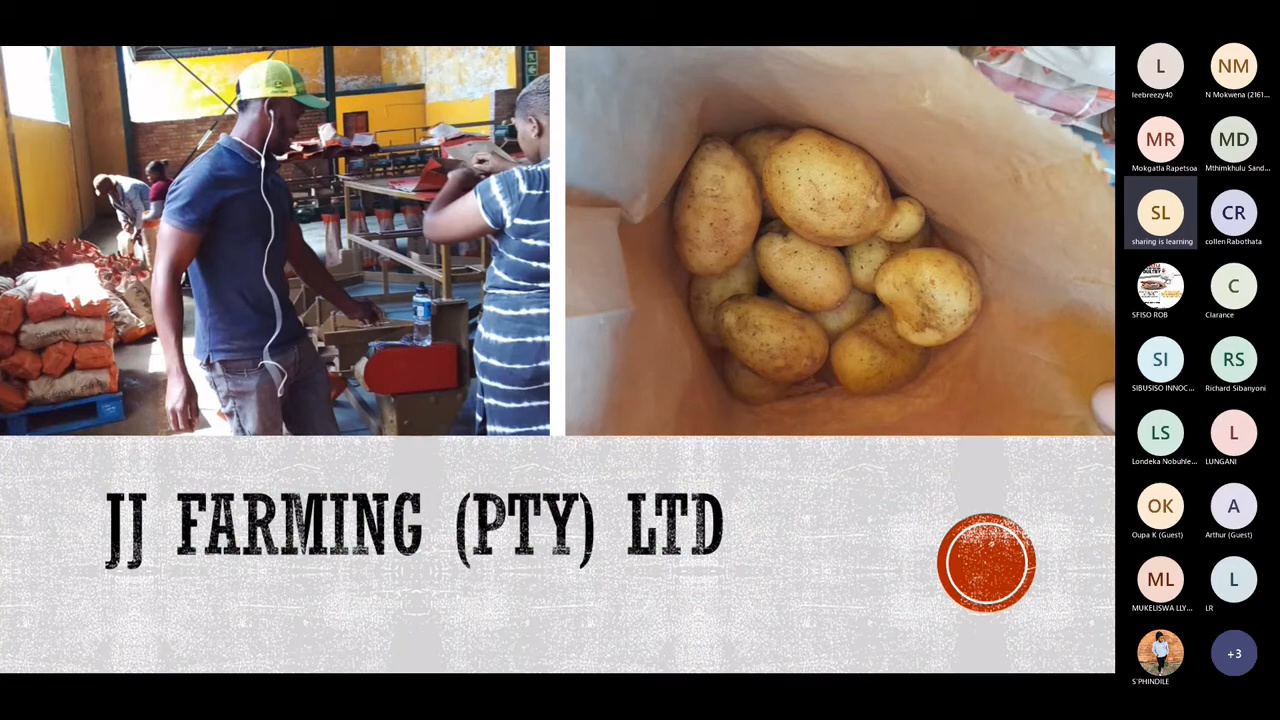 JJ FARMING (PTY) LTD
L
leebreezy40
NM
N Mokwena (2161...
MR
Mokgatla Rapetsoa
MD
Mthimkhulu Sand...
SL
sharing is learning
CR
collen Rabothata
SFISO ROB
C
Clarance
SI
SIBUSISO INNOC...
RS
Richard Sibanyoni
LS
Londeka Nobuhle...
L
LUNGANI
OK
Oupa K (Guest)
A
Arthur (Guest)
ML
MUKELISWA LLY...
L
LR
S'PHINDILE
+3